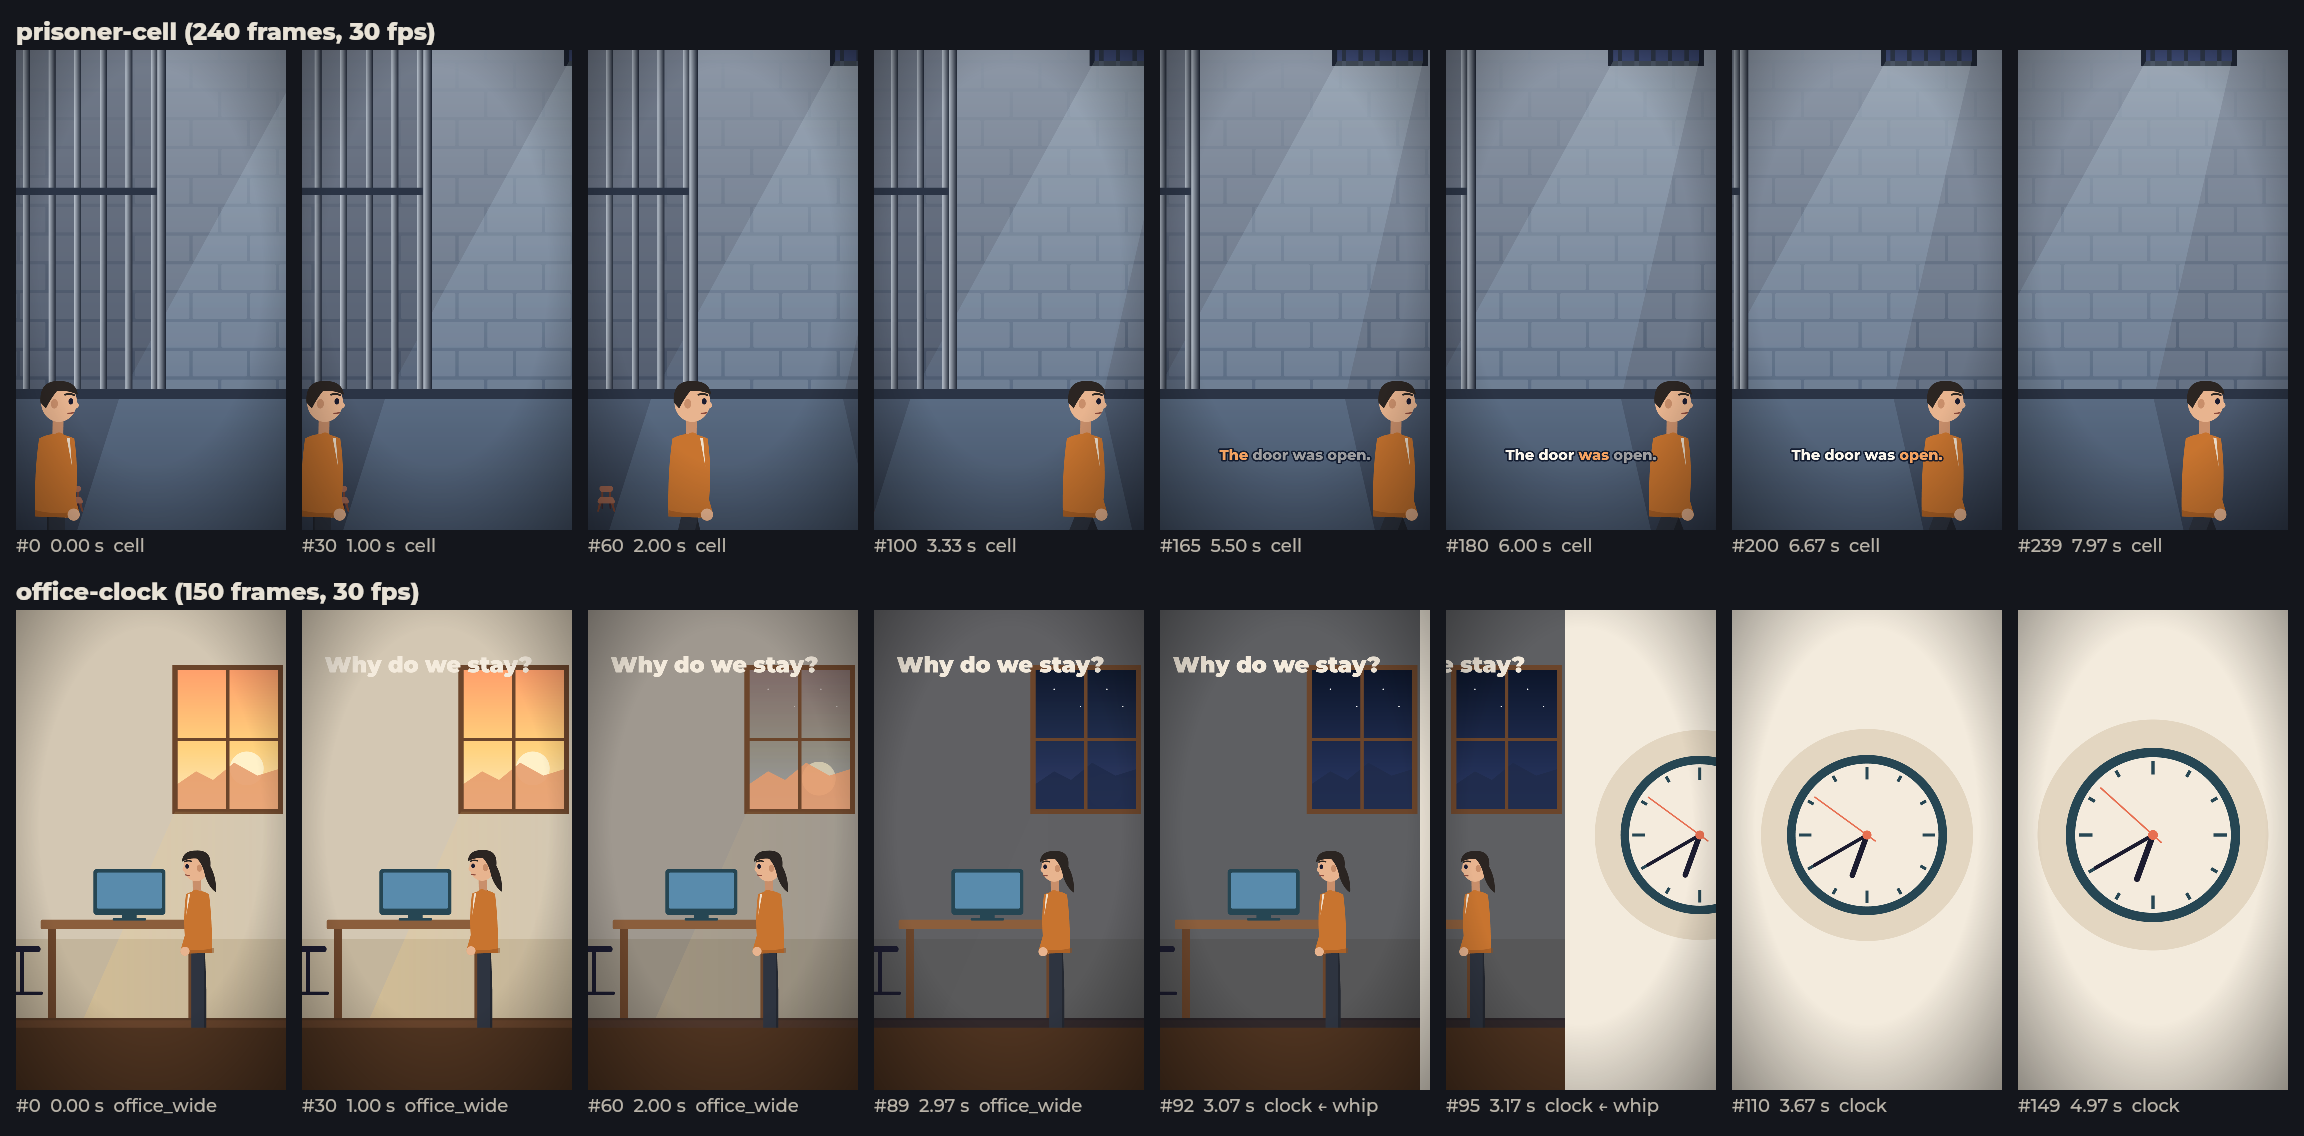 prisoner-cell (240 frames, 30 fps)
The door was open.
The door was open.
The door was open.
#0 0.00 s cell
#30 1.00 s cell
#60 2.00 s cell
#100 3.33 s cell
#165 5.50 s cell
#180 6.00 s cell
#200 6.67 s cell
#239 7.97 s cell
office-clock (150 frames, 30 fps)
Why do we stay?
Why do we stay?
Why do we stay?
Why do we stay?
e stay?
#0 0.00 s office_wide
#30 1.00 s office_wide
#60 2.00 s office_wide
#89 2.97 s office_wide
#92 3.07 s clock ← whip
#95 3.17 s clock ← whip
#110 3.67 s clock
#149 4.97 s clock